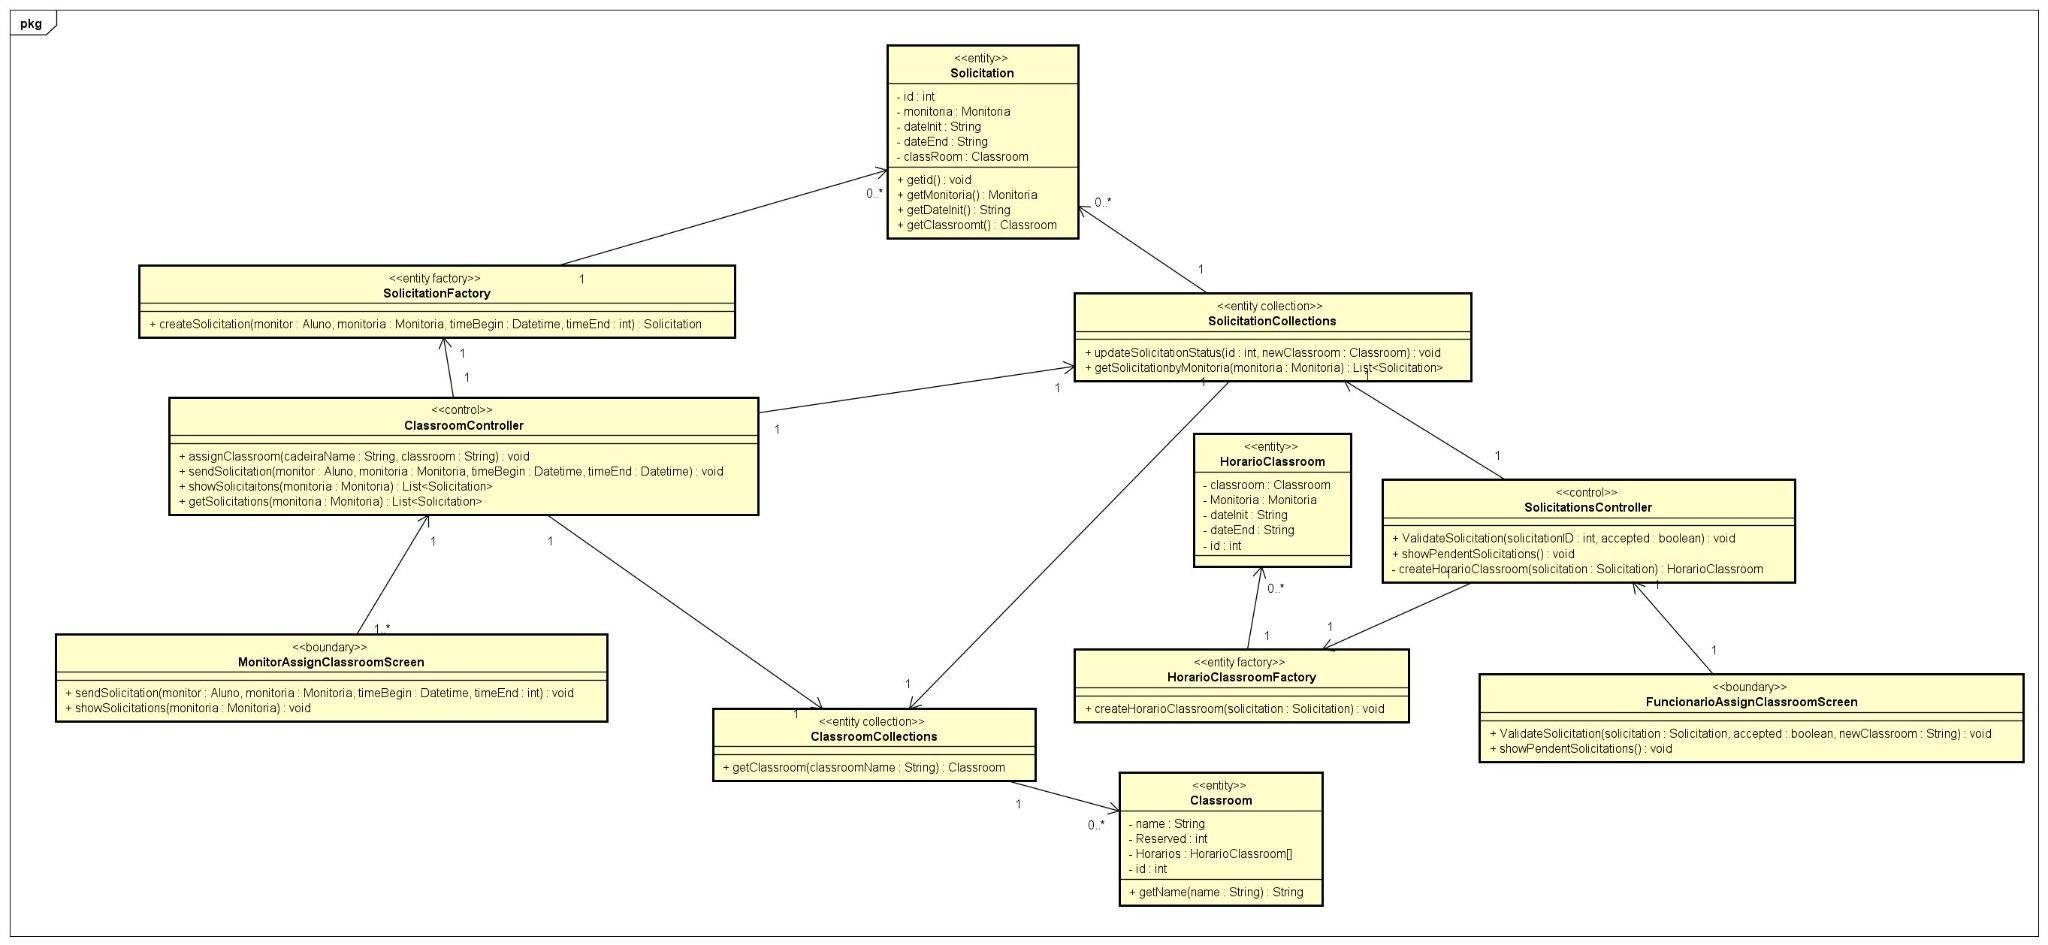 pkg
<<entity>>
Solicitation
- id : int
- monitoria : Monitoria
- dateInit : String
- dateEnd : String
- classRoom : Classroom
+ getid() : void
+ getMonitoria() : Monitoria
+ getDateInit() : String
+ getClassroomt() : Classroom
0..*
0..*
1
1
<<entity factory>>
SolicitationFactory
+ createSolicitation(monitor : Aluno, monitoria : Monitoria, timeBegin : Datetime, timeEnd : int) : Solicitation
<<entity collection>>
SolicitationCollections
+ updateSolicitationStatus(id : int, newClassroom : Classroom) : void
+ getSolicitationbyMonitoria(monitoria : Monitoria) : List<Solicitation>
1
1
1
1
1
1
<<control>>
ClassroomController
+ assignClassroom(cadeiraName : String, classroom : String) : void
+ sendSolicitation(monitor : Aluno, monitoria : Monitoria, timeBegin : Datetime, timeEnd : Datetime) : void
+ showSolicitaitons(monitoria : Monitoria) : List<Solicitation>
+ getSolicitations(monitoria : Monitoria) : List<Solicitation>
<<entity>>
HorarioClassroom
- classroom : Classroom
- Monitoria : Monitoria
- dateInit : String
- dateEnd : String
- id : int
1
<<control>>
SolicitationsController
+ ValidateSolicitation(solicitationID : int, accepted : boolean) : void
+ showPendentSolicitations() : void
- createHorarioClassroom(solicitation : Solicitation) : HorarioClassroom
1
1
0..*
1
1
1..*
1
1
1
<<boundary>>
MonitorAssignClassroomScreen
+ sendSolicitation(monitor : Aluno, monitoria : Monitoria, timeBegin : Datetime, timeEnd : int) : void
+ showSolicitations(monitoria : Monitoria) : void
<<entity factory>>
HorarioClassroomFactory
+ createHorarioClassroom(solicitation : Solicitation) : void
<<boundary>>
FuncionarioAssignClassroomScreen
+ ValidateSolicitation(solicitation : Solicitation, accepted : boolean, newClassroom : String) : void
+ showPendentSolicitations() : void
1
1
<<entity collection>>
ClassroomCollections
+ getClassroom(classroomName : String) : Classroom
1
0..*
<<entity>>
Classroom
- name : String
- Reserved : int
- Horarios : HorarioClassroom[]
- id : int
+ getName(name : String) : String